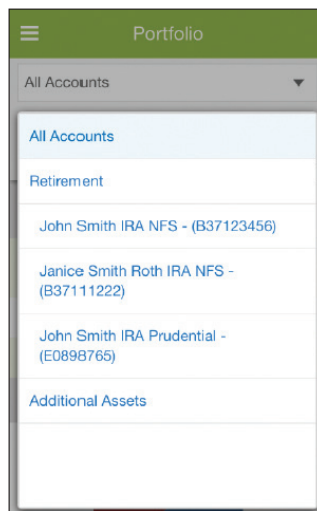 Portfolio
All Accounts
All Accounts
Retirement
John Smith IRA NFS - (B37123456)
Janice Smith Roth IRA NFS -
(B37111222)
John Smith IRA Prudential -
(E0898765)
Additional Assets